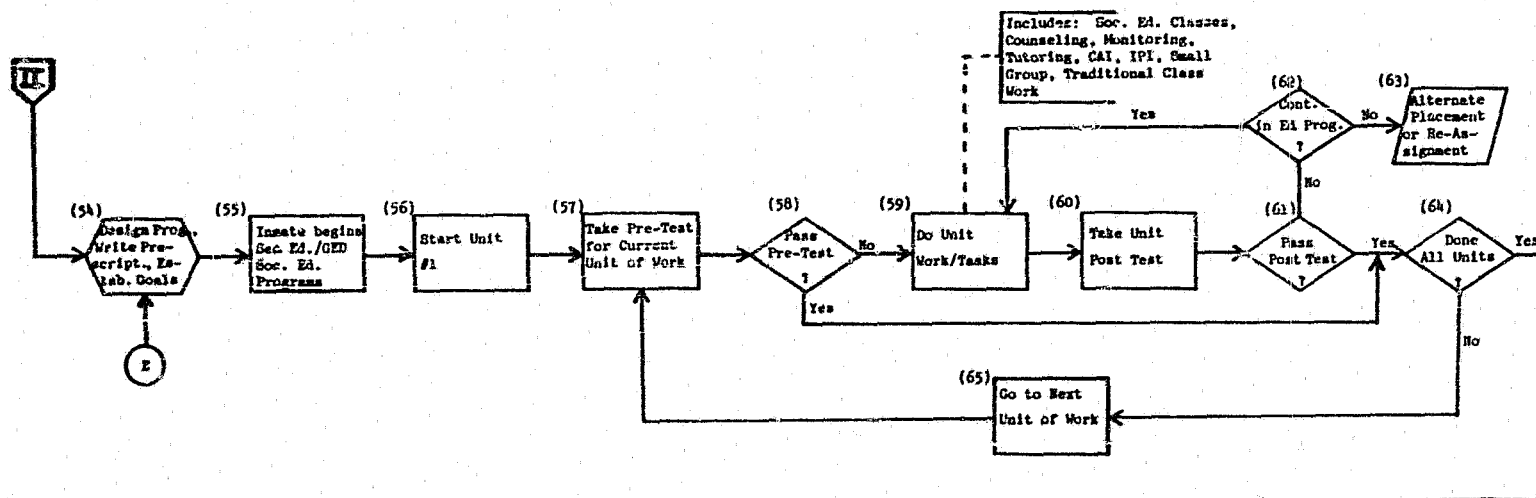 II
(54)
Design Prog.,
Write Pre-
script., Es-
tab. Goals
E
(55)
Inmate begins
Sec. Ed./GED
Soc. Ed.
Programs
(56)
Start Unit
#1
(57)
Take Pre-Test
for Current
Unit of Work
(58)
Pass
Pre-Test
?
No
Yes
(59)
Do Unit
Work/Tasks
Includes: Soc. Ed. Classes,
Counseling, Monitoring,
Tutoring, CAI, IPI, Small
Group, Traditional Class
Work
(60)
Take Unit
Post Test
(61)
Pass
Post Test
?
Yes
No
(62)
Cont.
in Ed Prog.
?
Yes
No
(63)
Alternate
Placement
or Re-As-
signment
(64)
Done
All Units
?
Yes
No
(65)
Go to Next
Unit of Work